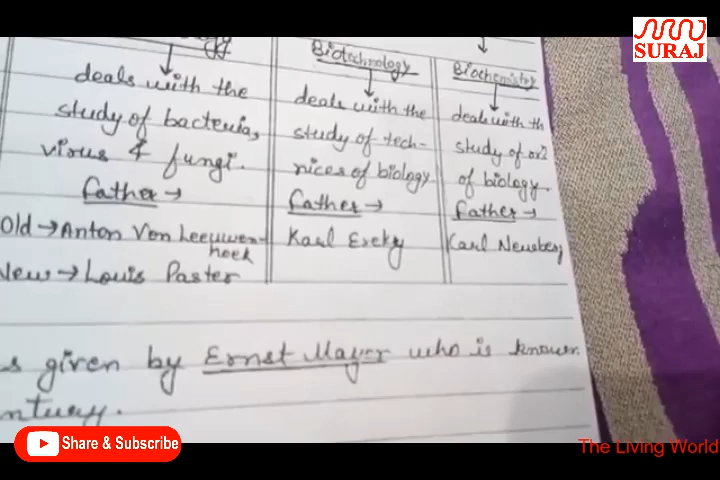 SURAJ
Biotechnology
Biochemistry
deals with the
study of bacteria,
virus & fungi.
father →
Old → Anton Von Leeuwen-
hoek
New → Louis Paster
deals with the
study of tech-
nices of biology
father →
Karl Ereky
deals with th
study of
of biology.
father →
Carl Neuberg
s given by Ernst Mayer who is known
ntury.
Share & Subscribe
The Living World